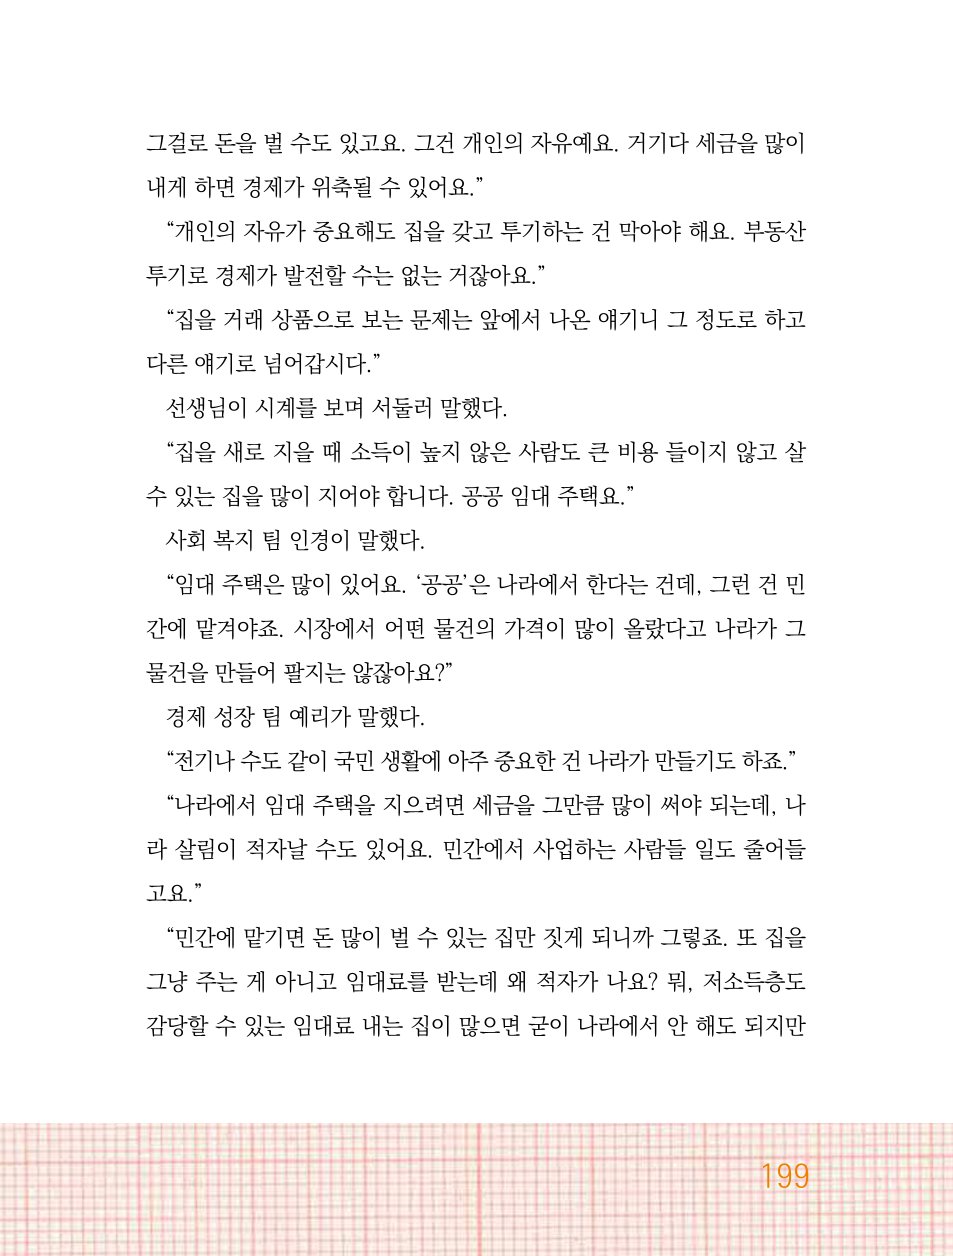 그걸로 돈을 벌 수도 있고요. 그건 개인의 자유예요. 거기다 세금을 많이
내게 하면 경제가 위축될 수 있어요.”
“개인의 자유가 중요해도 집을 갖고 투기하는 건 막아야 해요. 부동산
투기로 경제가 발전할 수는 없는 거잖아요.”
“집을 거래 상품으로 보는 문제는 앞에서 나온 얘기니 그 정도로 하고
다른 얘기로 넘어갑시다.”
선생님이 시계를 보며 서둘러 말했다.
“집을 새로 지을 때 소득이 높지 않은 사람도 큰 비용 들이지 않고 살
수 있는 집을 많이 지어야 합니다. 공공 임대 주택요.”
사회 복지 팀 인경이 말했다.
“임대 주택은 많이 있어요. ‘공공’은 나라에서 한다는 건데, 그런 건 민
간에 맡겨야죠. 시장에서 어떤 물건의 가격이 많이 올랐다고 나라가 그
물건을 만들어 팔지는 않잖아요?”
경제 성장 팀 예리가 말했다.
“전기나 수도 같이 국민 생활에 아주 중요한 건 나라가 만들기도 하죠.”
“나라에서 임대 주택을 지으려면 세금을 그만큼 많이 써야 되는데, 나
라 살림이 적자날 수도 있어요. 민간에서 사업하는 사람들 일도 줄어들
고요.”
“민간에 맡기면 돈 많이 벌 수 있는 집만 짓게 되니까 그렇죠. 또 집을
그냥 주는 게 아니고 임대료를 받는데 왜 적자가 나요? 뭐, 저소득층도
감당할 수 있는 임대료 내는 집이 많으면 굳이 나라에서 안 해도 되지만
199